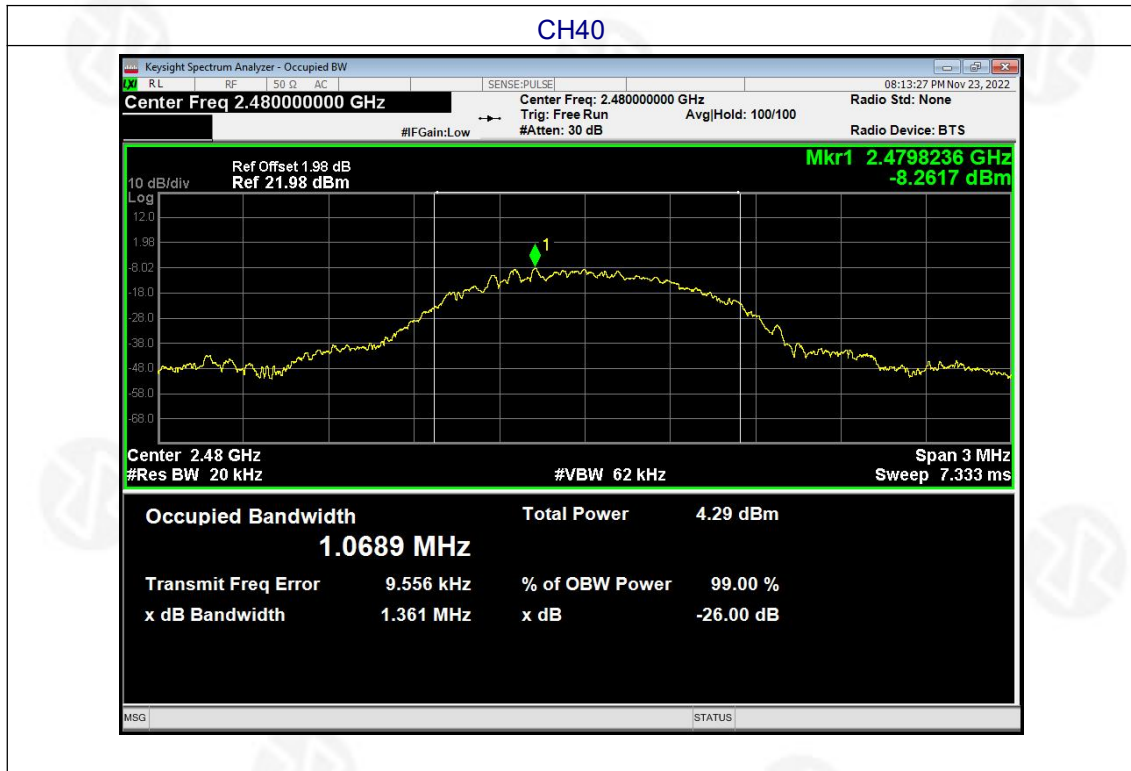 CH40
Keysight Spectrum Analyzer - Occupied BW
LXI RL RF 50 Ω AC SENSE:PULSE 08:13:27 PM Nov 23, 2022
Center Freq 2.480000000 GHz Center Freq: 2.480000000 GHz Radio Std: None
Trig: Free Run Avg|Hold: 100/100
#IFGain:Low #Atten: 30 dB Radio Device: BTS
Ref Offset 1.98 dB Mkr1 2.4798236 GHz
10 dB/div Ref 21.98 dBm -8.2617 dBm
Log
12.0
1.98
1
-8.02
-18.0
-28.0
-38.0
-48.0
-58.0
-68.0
Center 2.48 GHz Span 3 MHz
#Res BW 20 kHz #VBW 62 kHz Sweep 7.333 ms
Occupied Bandwidth Total Power 4.29 dBm
1.0689 MHz
Transmit Freq Error 9.556 kHz % of OBW Power 99.00 %
x dB Bandwidth 1.361 MHz x dB -26.00 dB
MSG STATUS